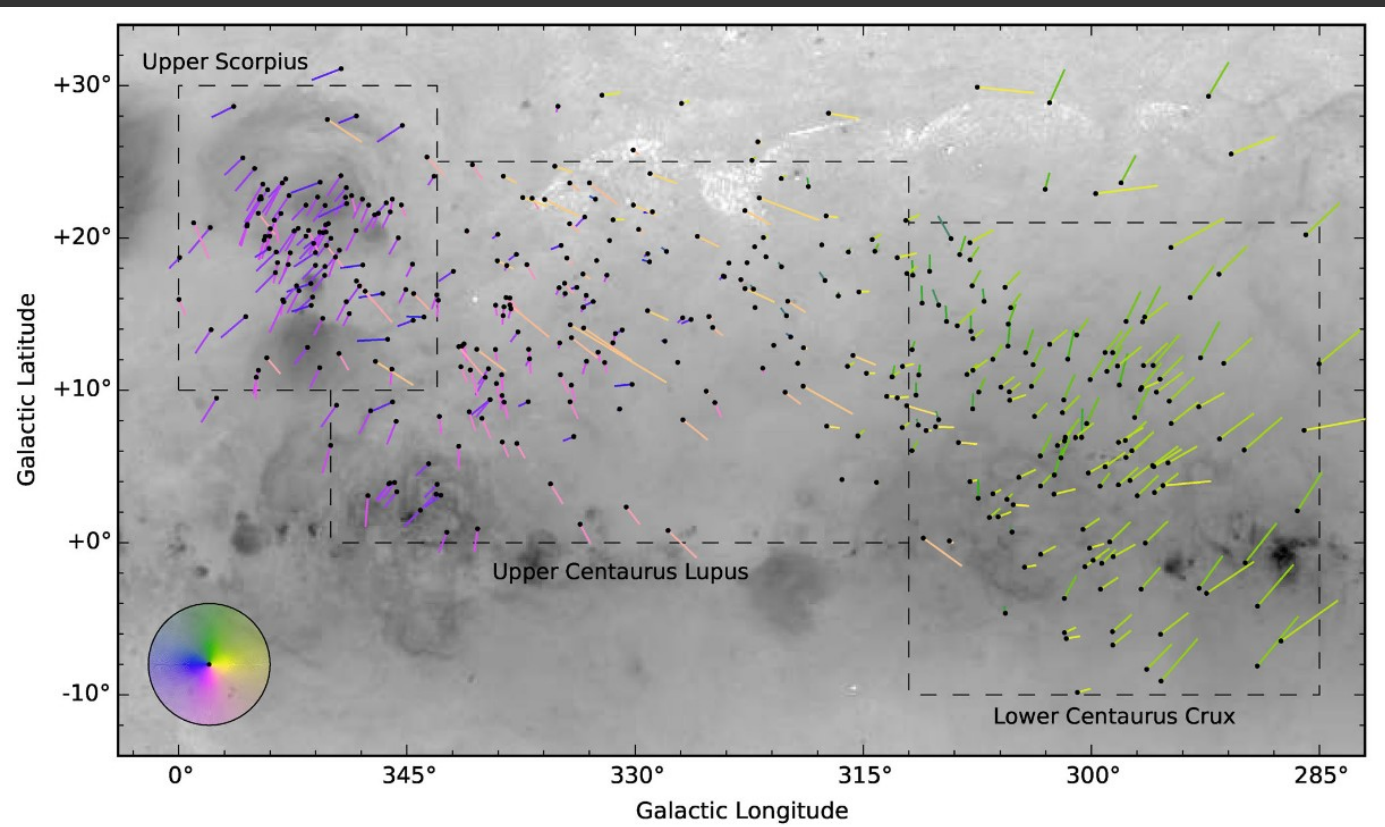 Upper Scorpius
+30°
+20°
+10°
+0°
-10°
Galactic Latitude
Upper Centaurus Lupus
Lower Centaurus Crux
0°
345°
330°
315°
300°
285°
Galactic Longitude